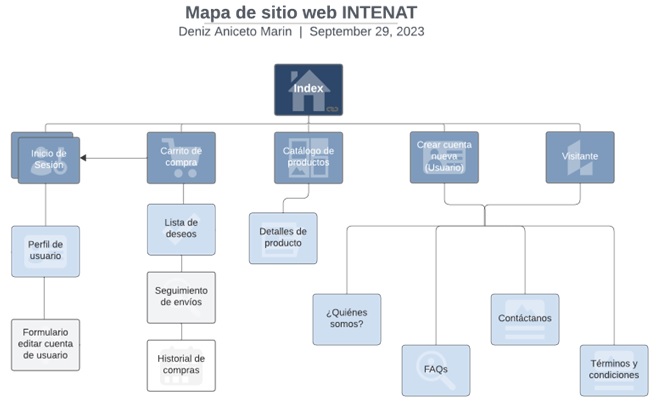 Mapa de sitio web INTENAT
Deniz Aniceto Marin | September 29, 2023
Index
Inicio de
Sesión
Carrito de
compra
Catálogo de
productos
Crear cuenta
nueva
(Usuario)
Visitante
Perfil de
usuario
Lista de
deseos
Detalles de
producto
Seguimiento
de envíos
¿Quiénes
somos?
Contáctanos
Formulario
editar cuenta
de usuario
Historial de
compras
FAQs
Términos y
condiciones